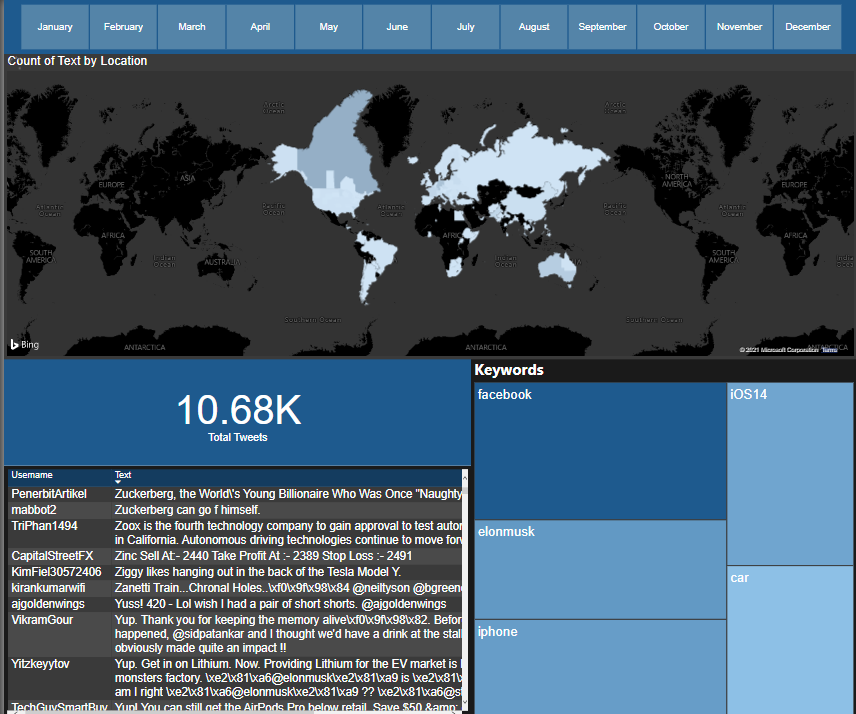 January February March April May June July August September October November December
Count of Text by Location
Arctic Ocean
Arctic Ocean
EUROPE
ASIA
NORTH AMERICA
EUROPE
Atlantic Ocean
Pacific Ocean
Atlantic Ocean
Pacific Ocean
Atlantic Ocean
AFRICA
AFRIC
AFRICA
SOUTH AMERICA
Indian Ocean
AUSTRALIA
Indian Ocean
SOUTH AMERICA
Southern Ocean
Southern Ocean
ANTARCTICA
ANTARCTICA
ANTARCTICA
Bing
© 2021 Microsoft Corporation Terms
10.68K
Total Tweets
Username Text
PenerbitArtikel Zuckerberg, the World\'s Young Billionaire Who Was Once "Naughty
mabbot2 Zuckerberg can go f himself.
TriPhan1494 Zoox is the fourth technology company to gain approval to test autor
in California. Autonomous driving technologies continue to move forw
CapitalStreetFX Zinc Sell At:- 2440 Take Profit At :- 2389 Stop Loss :- 2491
KimFiel30572406 Ziggy likes hanging out in the back of the Tesla Model Y.
kirankumarwifi Zanetti Train...Chronal Holes..\xf0\x9f\x98\x84 @neiltyson @bgreene
ajgoldenwings Yuss! 420 - Lol wish I had a pair of short shorts. @ajgoldenwings
VikramGour Yup. Thank you for keeping the memory alive\xf0\x9f\x98\x82. Befor
happened, @sidpatankar and I thought we'd have a drink at the stall
obviously made quite an impact !!
Yitzkeyytov Yup. Get in on Lithium. Now. Providing Lithium for the EV market is
monsters factory. \xe2\x81\xa6@elonmusk\xe2\x81\xa9 is \xe2\x81\xa
am I right \xe2\x81\xa6@elonmusk\xe2\x81\xa9 ?? \xe2\x81\xa6@s
TechGuySmartBuy Yup! You can still get the AirPods Pro below retail. Save $50 &amp;
Keywords
facebook
iOS14
elonmusk
car
iphone